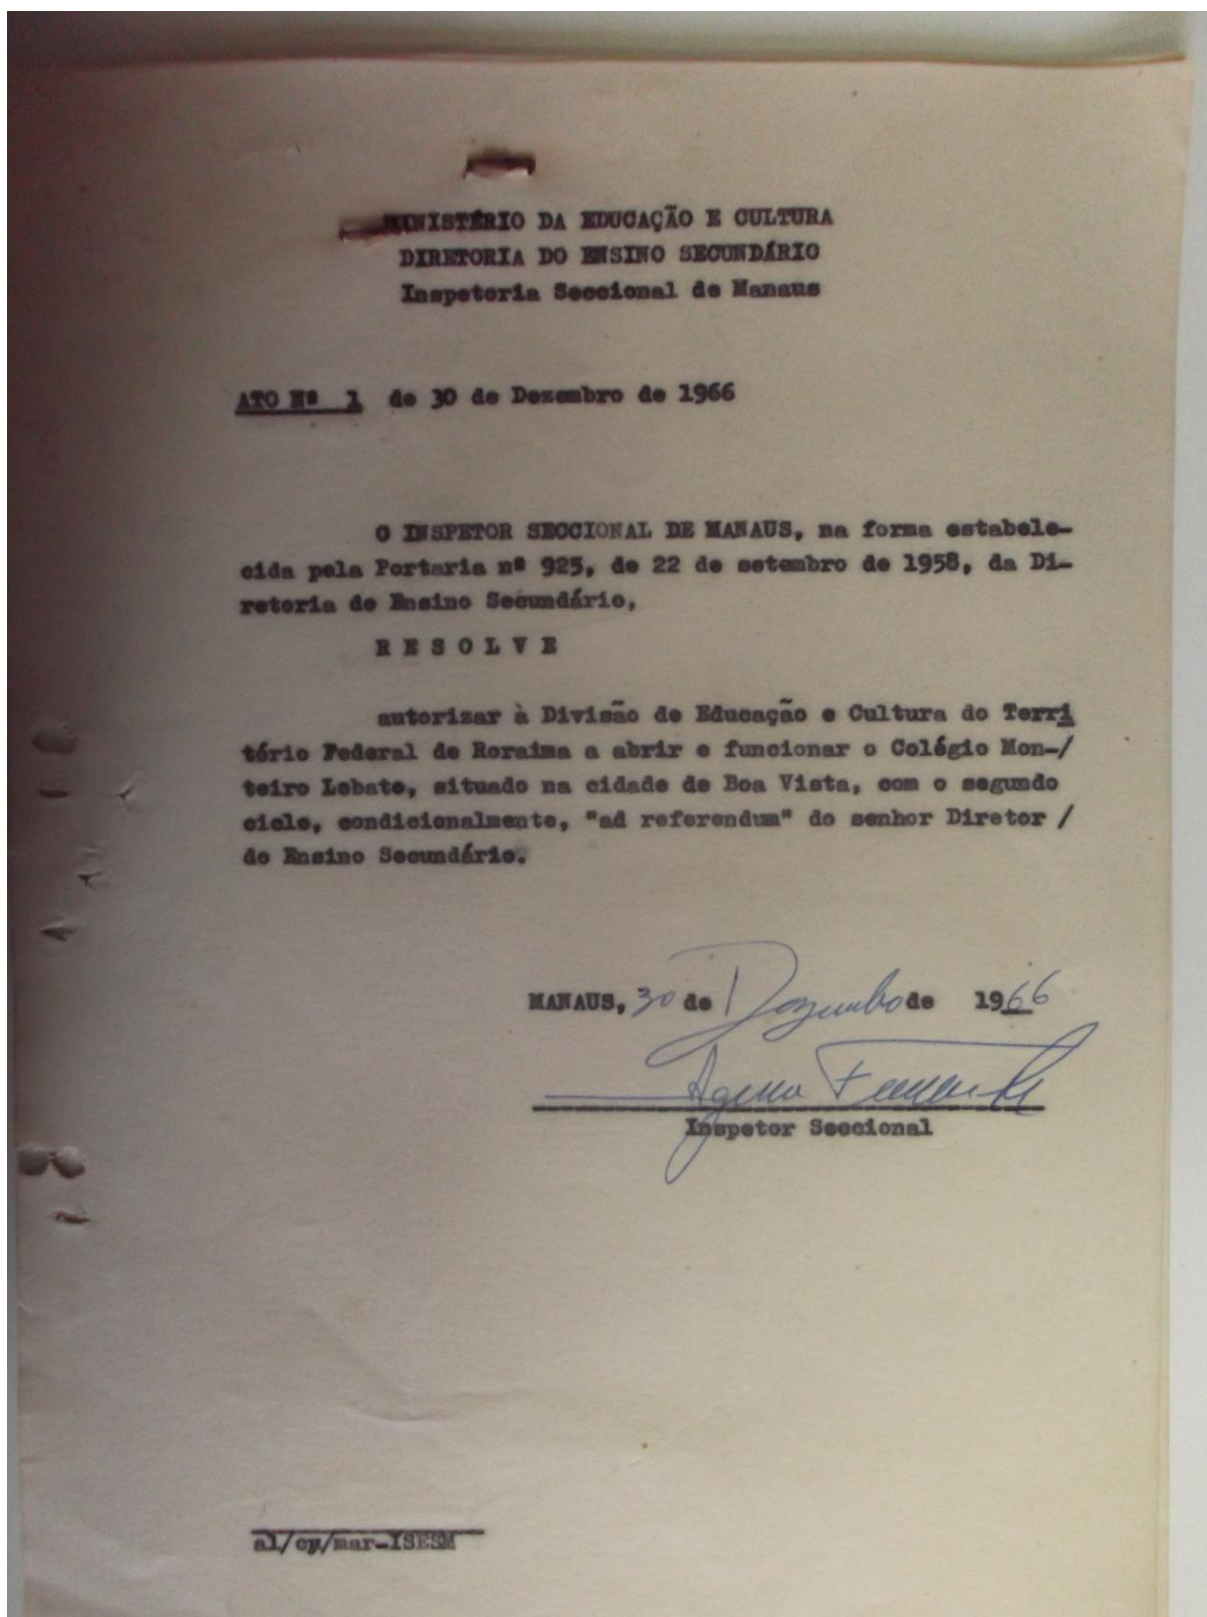 MINISTÉRIO DA EDUCAÇÃO E CULTURA
DIRETORIA DO ENSINO SECUNDÁRIO
Inspetoria Seccional de Manaus
ATO Nº 1 de 30 de Dezembro de 1966
O INSPETOR SECCIONAL DE MANAUS, na forma estabele-
cida pela Portaria nº 925, de 22 de setembro de 1958, da Di-
retoria do Ensino Secundário,
R E S O L V E
autorizar à Divisão de Educação e Cultura do Terri
tório Federal de Roraima a abrir e funcionar o Colégio Mon-/
teiro Lobato, situado na cidade de Boa Vista, com o segundo
ciclo, condicionalmente, "ad referendum" do senhor Diretor /
do Ensino Secundário.
MANAUS, 30 de Dezembro de 1966
Inspetor Seccional
al/cy/mar-ISESM